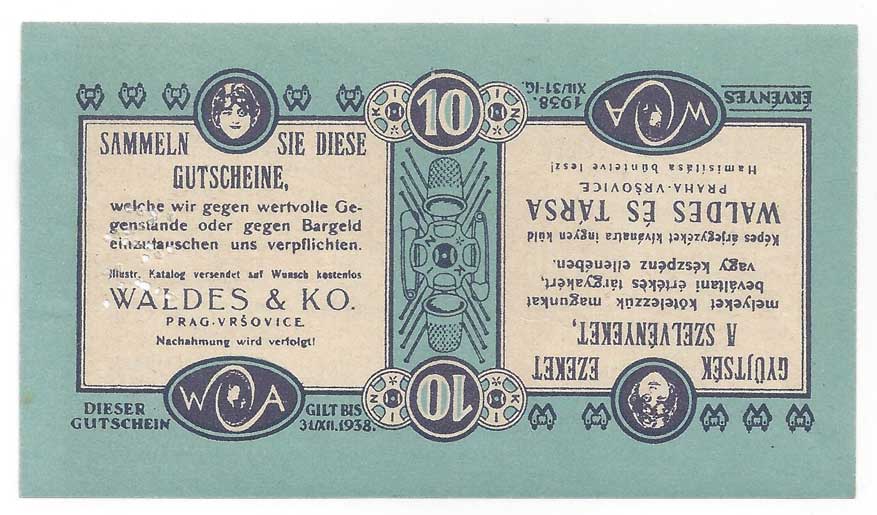 SAMMELN SIE DIESE
GUTSCHEINE,
welche wir gegen wertvolle Ge-
genstände oder gegen Bargeld
einzutauschen uns verpflichten.
Illustr. Katalog versendet auf Wunsch kostenlos
WALDES & KO.
PRAG-VRŠOVICE
Nachahmung wird verfolgt!
DIESER
GUTSCHEIN
W A
GILT BIS
31/XII. 1938.
K I N
10
K I N
K I N
K I N
10
K I N
GYŰJTSÉK EZEKET
A SZELVÉNYEKET,
melyeket kötelezzük magunkat
beváltani értékés tárgyakért,
vagy készpénz ellenében.
Képes árjegyzéket kívánatra ingyen küld
WALDES ÉS TÁRSA
PRAHA-VRŠOVICE
Hamisítása büntetve lesz!
ÉRVÉNYES
W A
1938.
XII/31-IG.